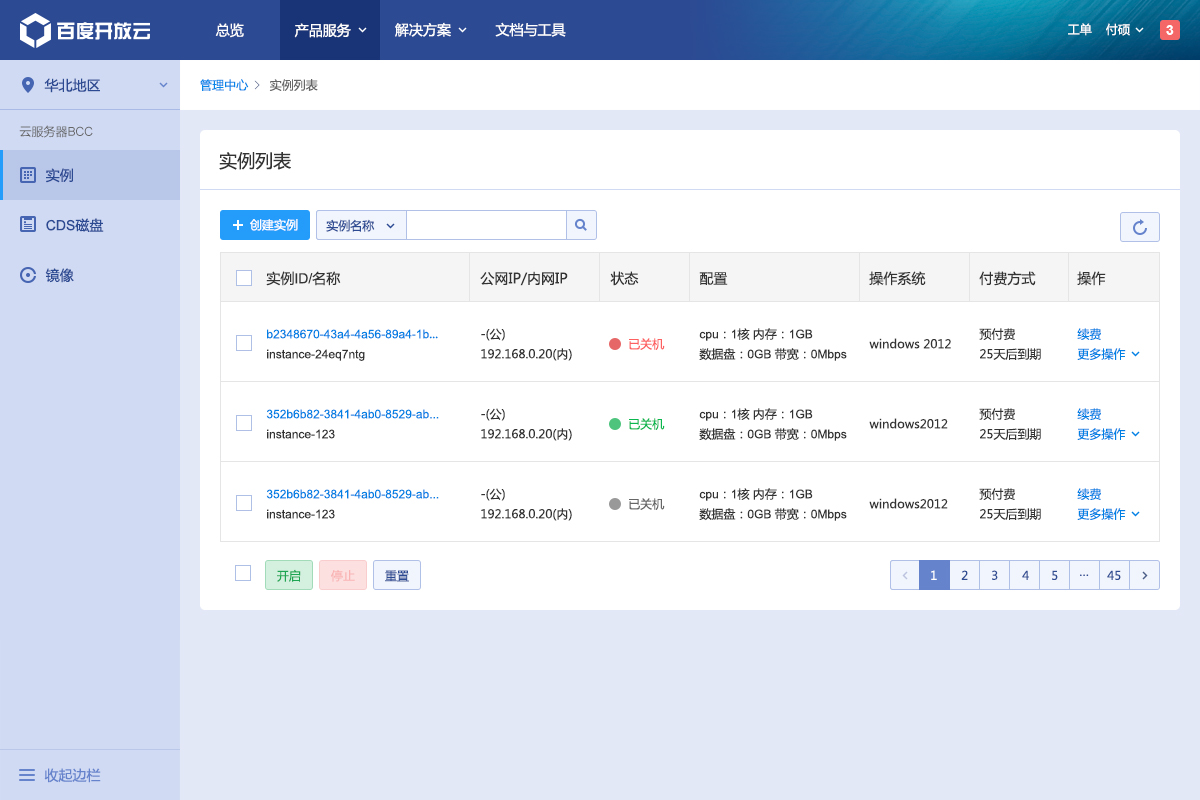 百度开放云
总览
产品服务
解决方案
文档与工具
工单
付硕
3
华北地区
管理中心 > 实例列表
云服务器BCC
实例
CDS磁盘
镜像
收起边栏
实例列表
+ 创建实例
实例名称
实例ID/名称 公网IP/内网IP 状态 配置 操作系统 付费方式 操作
b2348670-43a4-4a56-89a4-1b...
instance-24eq7ntg
-(公)
192.168.0.20(内)
已关机
cpu：1核 内存：1GB
数据盘：0GB 带宽：0Mbps
windows 2012
预付费
25天后到期
续费
更多操作
352b6b82-3841-4ab0-8529-ab...
instance-123
-(公)
192.168.0.20(内)
已关机
cpu：1核 内存：1GB
数据盘：0GB 带宽：0Mbps
windows2012
预付费
25天后到期
续费
更多操作
352b6b82-3841-4ab0-8529-ab...
instance-123
-(公)
192.168.0.20(内)
已关机
cpu：1核 内存：1GB
数据盘：0GB 带宽：0Mbps
windows2012
预付费
25天后到期
续费
更多操作
开启 停止 重置
< 1 2 3 4 5 ··· 45 >